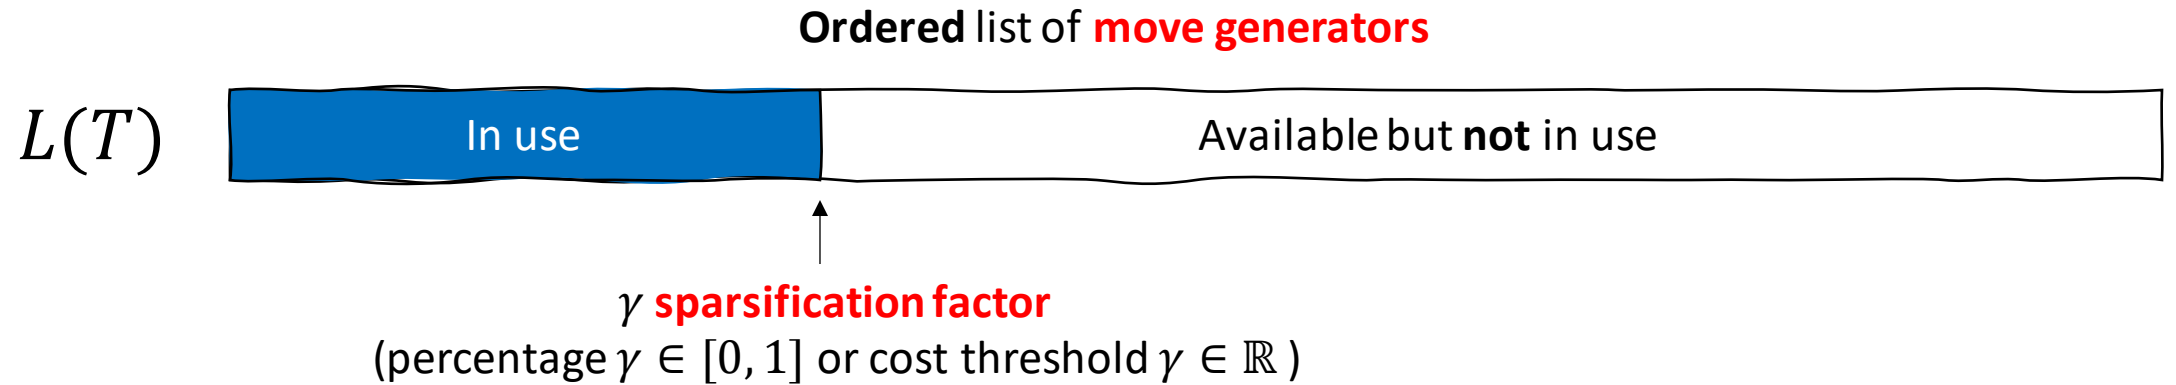 Ordered list of move generators
L(T)
In use
Available but not in use
γ sparsification factor
(percentage γ ∈ [0, 1] or cost threshold γ ∈ ℝ )